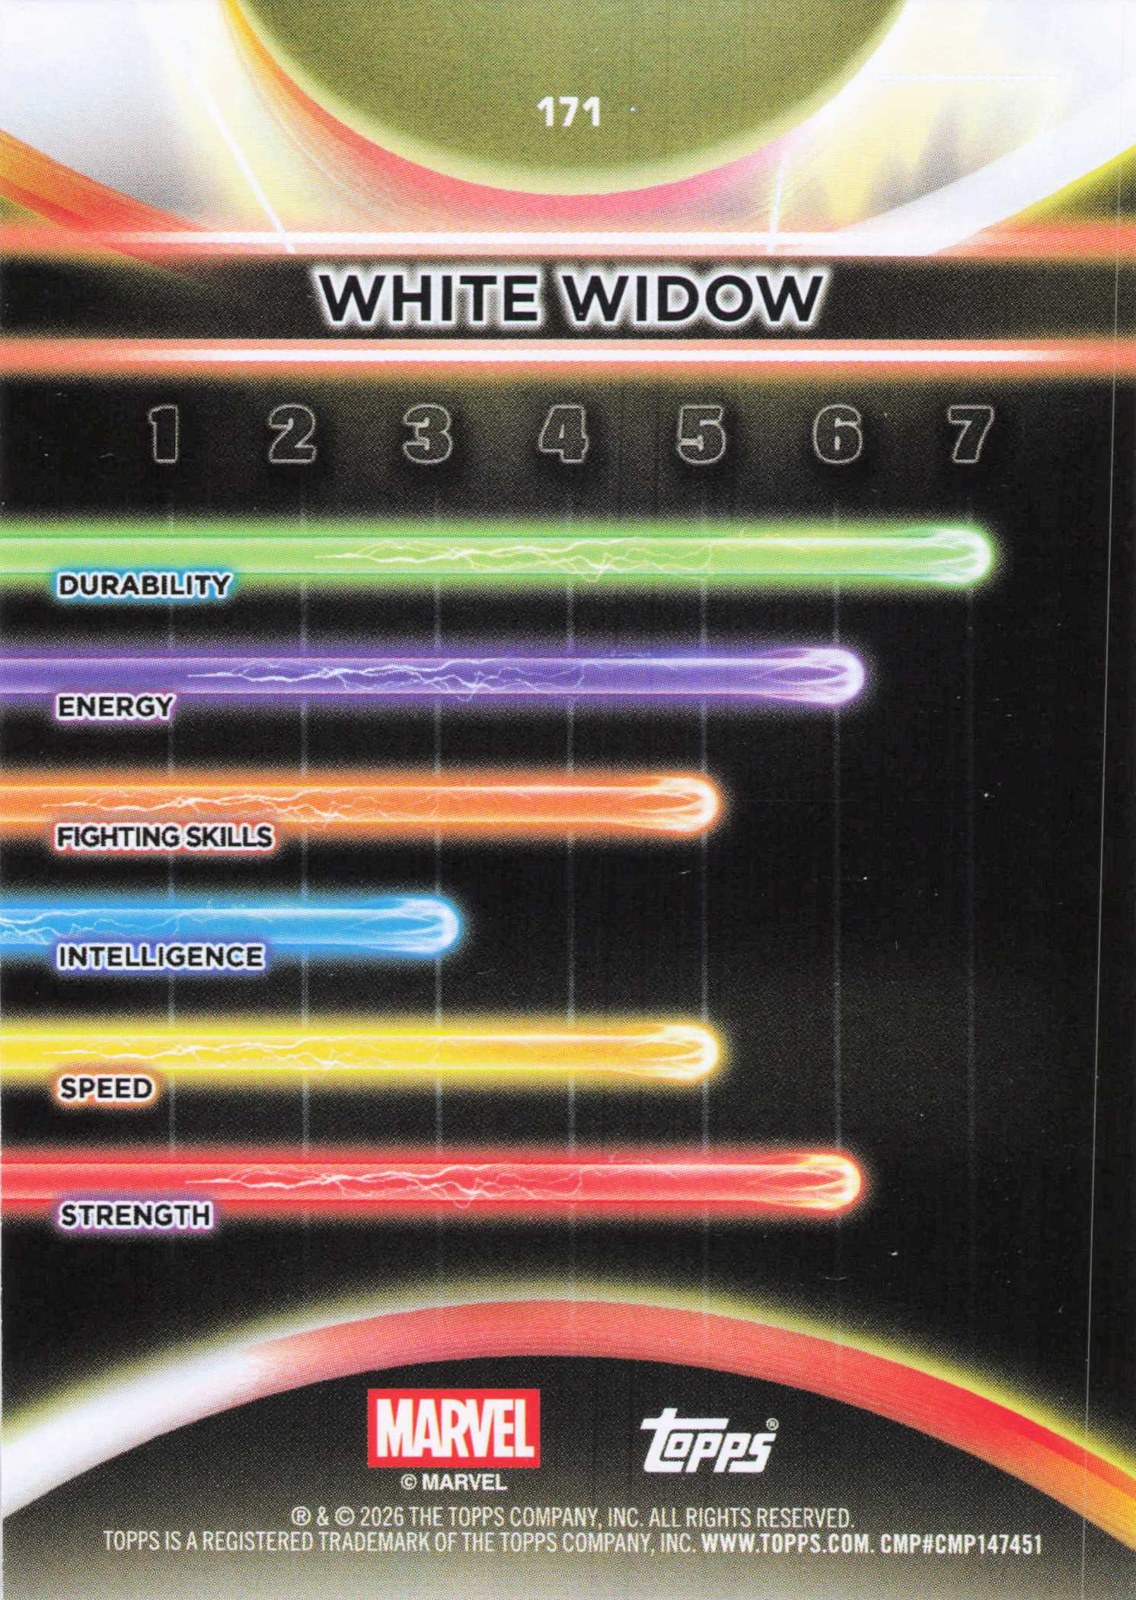 171
WHITE WIDOW
1 2 3 4 5 6 7
DURABILITY
ENERGY
FIGHTING SKILLS
INTELLIGENCE
SPEED
STRENGTH
MARVEL
© MARVEL
TOPPS®
® & © 2026 THE TOPPS COMPANY, INC. ALL RIGHTS RESERVED.
TOPPS IS A REGISTERED TRADEMARK OF THE TOPPS COMPANY, INC. WWW.TOPPS.COM. CMP#CMP147451